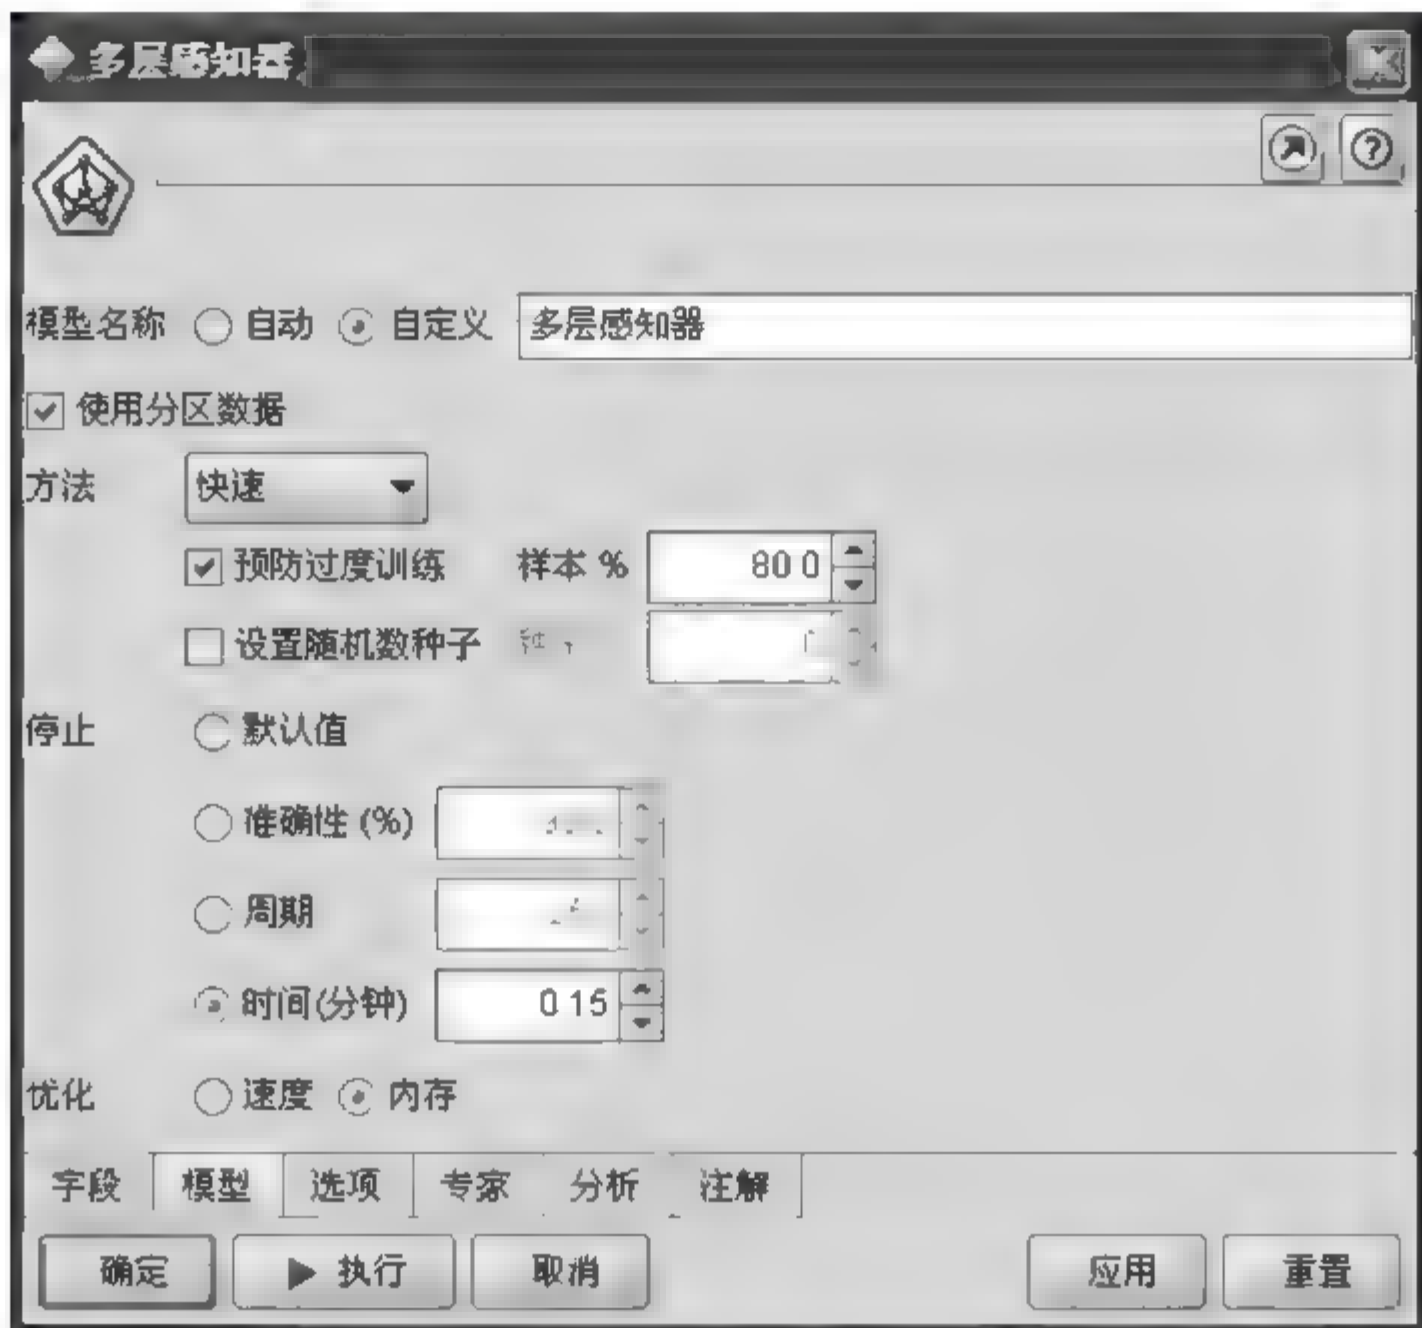 多层感知器
模型名称 自动 自定义 多层感知器
使用分区数据
方法 快速
预防过度训练 样本 % 80 0
设置随机数种子
停止 默认值
准确性 (%)
周期
时间(分钟) 0 15
优化 速度 内存
字段 模型 选项 专家 分析 注解
确定 执行 取消 应用 重置